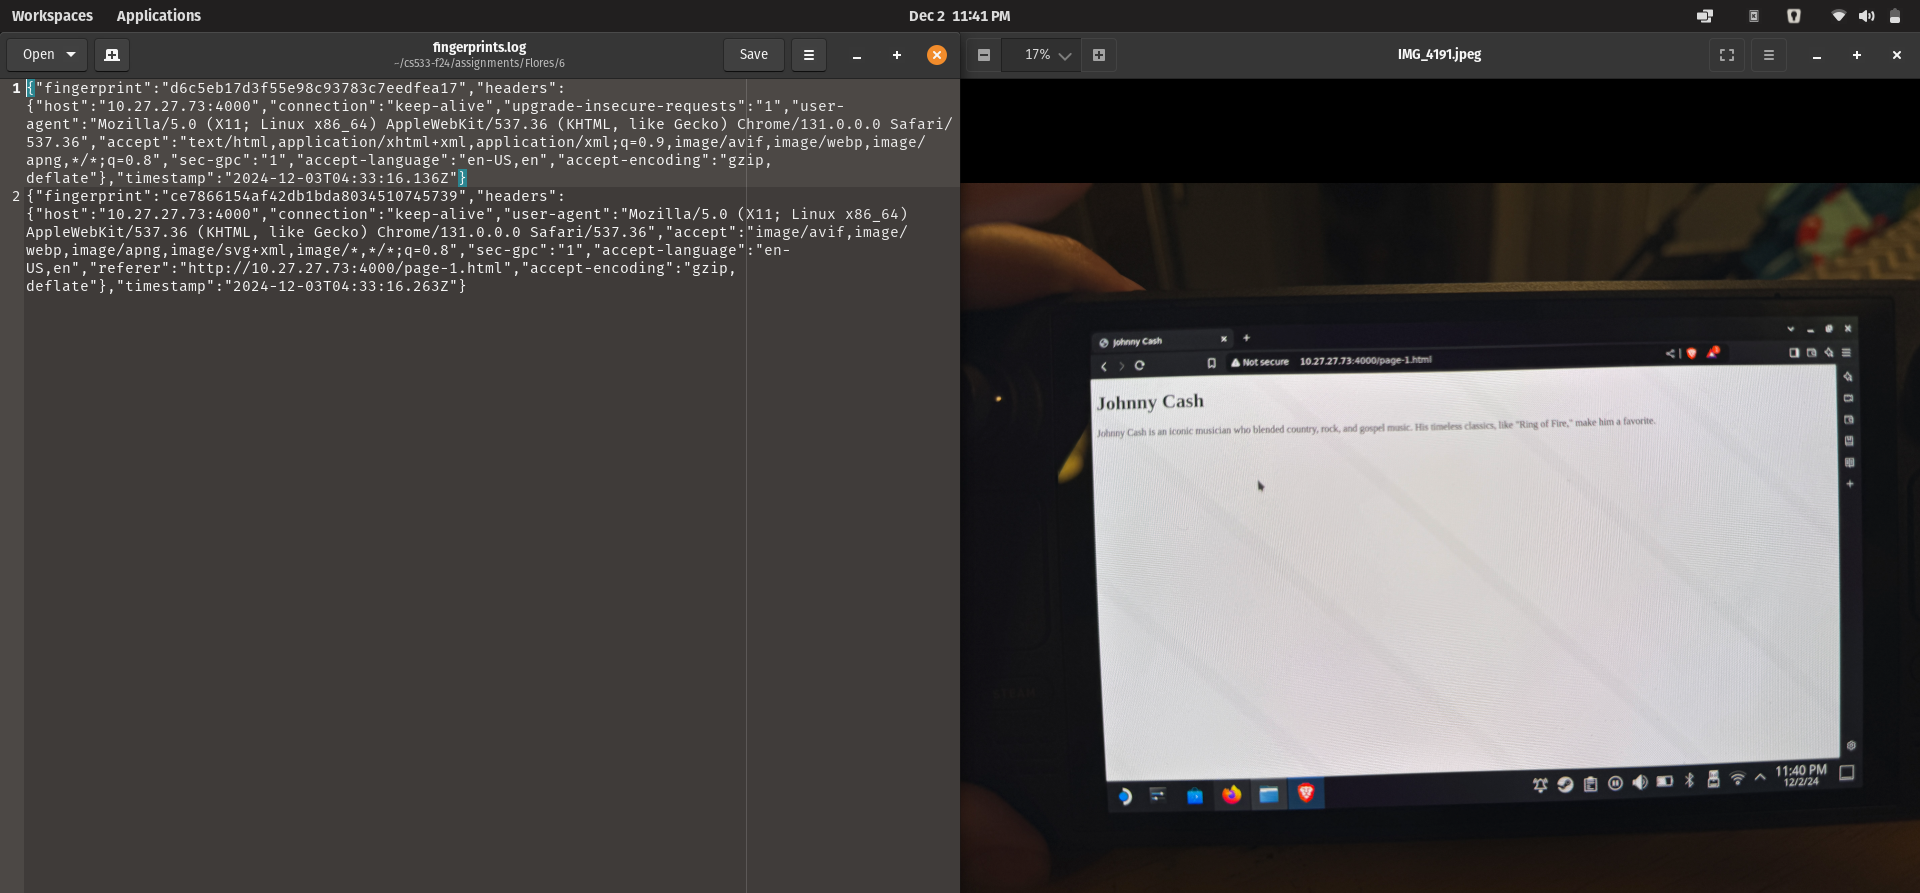 Workspaces Applications Dec 2 11:41 PM
Open fingerprints.log Save
~/cs533-f24/assignments/Flores/6
17% IMG_4191.jpeg
1 {"fingerprint":"d6c5eb17d3f55e98c93783c7eedfea17","headers":
{"host":"10.27.27.73:4000","connection":"keep-alive","upgrade-insecure-requests":"1","user-
agent":"Mozilla/5.0 (X11; Linux x86_64) AppleWebKit/537.36 (KHTML, like Gecko) Chrome/131.0.0.0 Safari/
537.36","accept":"text/html,application/xhtml+xml,application/xml;q=0.9,image/avif,image/webp,image/
apng,*/*;q=0.8","sec-gpc":"1","accept-language":"en-US,en","accept-encoding":"gzip,
deflate"},"timestamp":"2024-12-03T04:33:16.136Z"}
2 {"fingerprint":"ce7866154af42db1bda8034510745739","headers":
{"host":"10.27.27.73:4000","connection":"keep-alive","user-agent":"Mozilla/5.0 (X11; Linux x86_64)
AppleWebKit/537.36 (KHTML, like Gecko) Chrome/131.0.0.0 Safari/537.36","accept":"image/avif,image/
webp,image/apng,image/svg+xml,image/*,*/*;q=0.8","sec-gpc":"1","accept-language":"en-
US,en","referer":"http://10.27.27.73:4000/page-1.html","accept-encoding":"gzip,
deflate"},"timestamp":"2024-12-03T04:33:16.263Z"}
Johnny Cash
Not secure 10.27.27.73:4000/page-1.html
Johnny Cash
Johnny Cash is an iconic musician who blended country, rock, and gospel music. His timeless classics, like "Ring of Fire," make him a favorite.
STEAM
11:40 PM
12/2/24